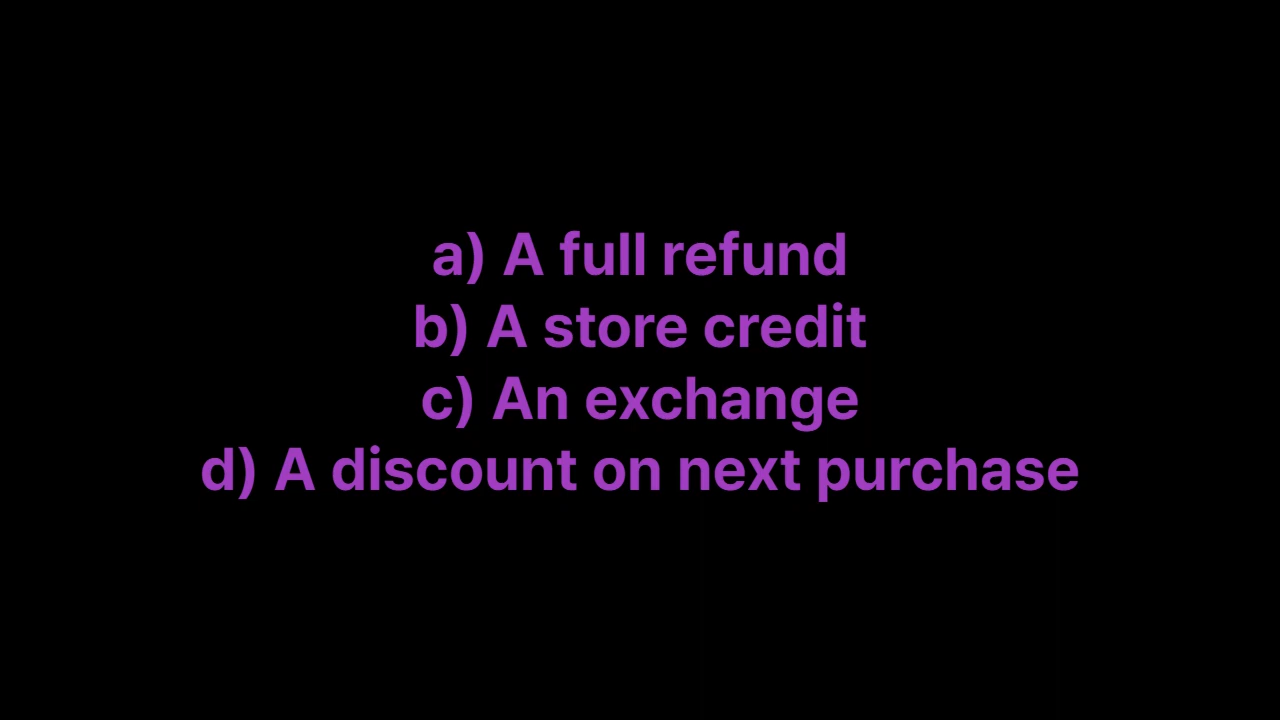 a) A full refund
b) A store credit
c) An exchange
d) A discount on next purchase